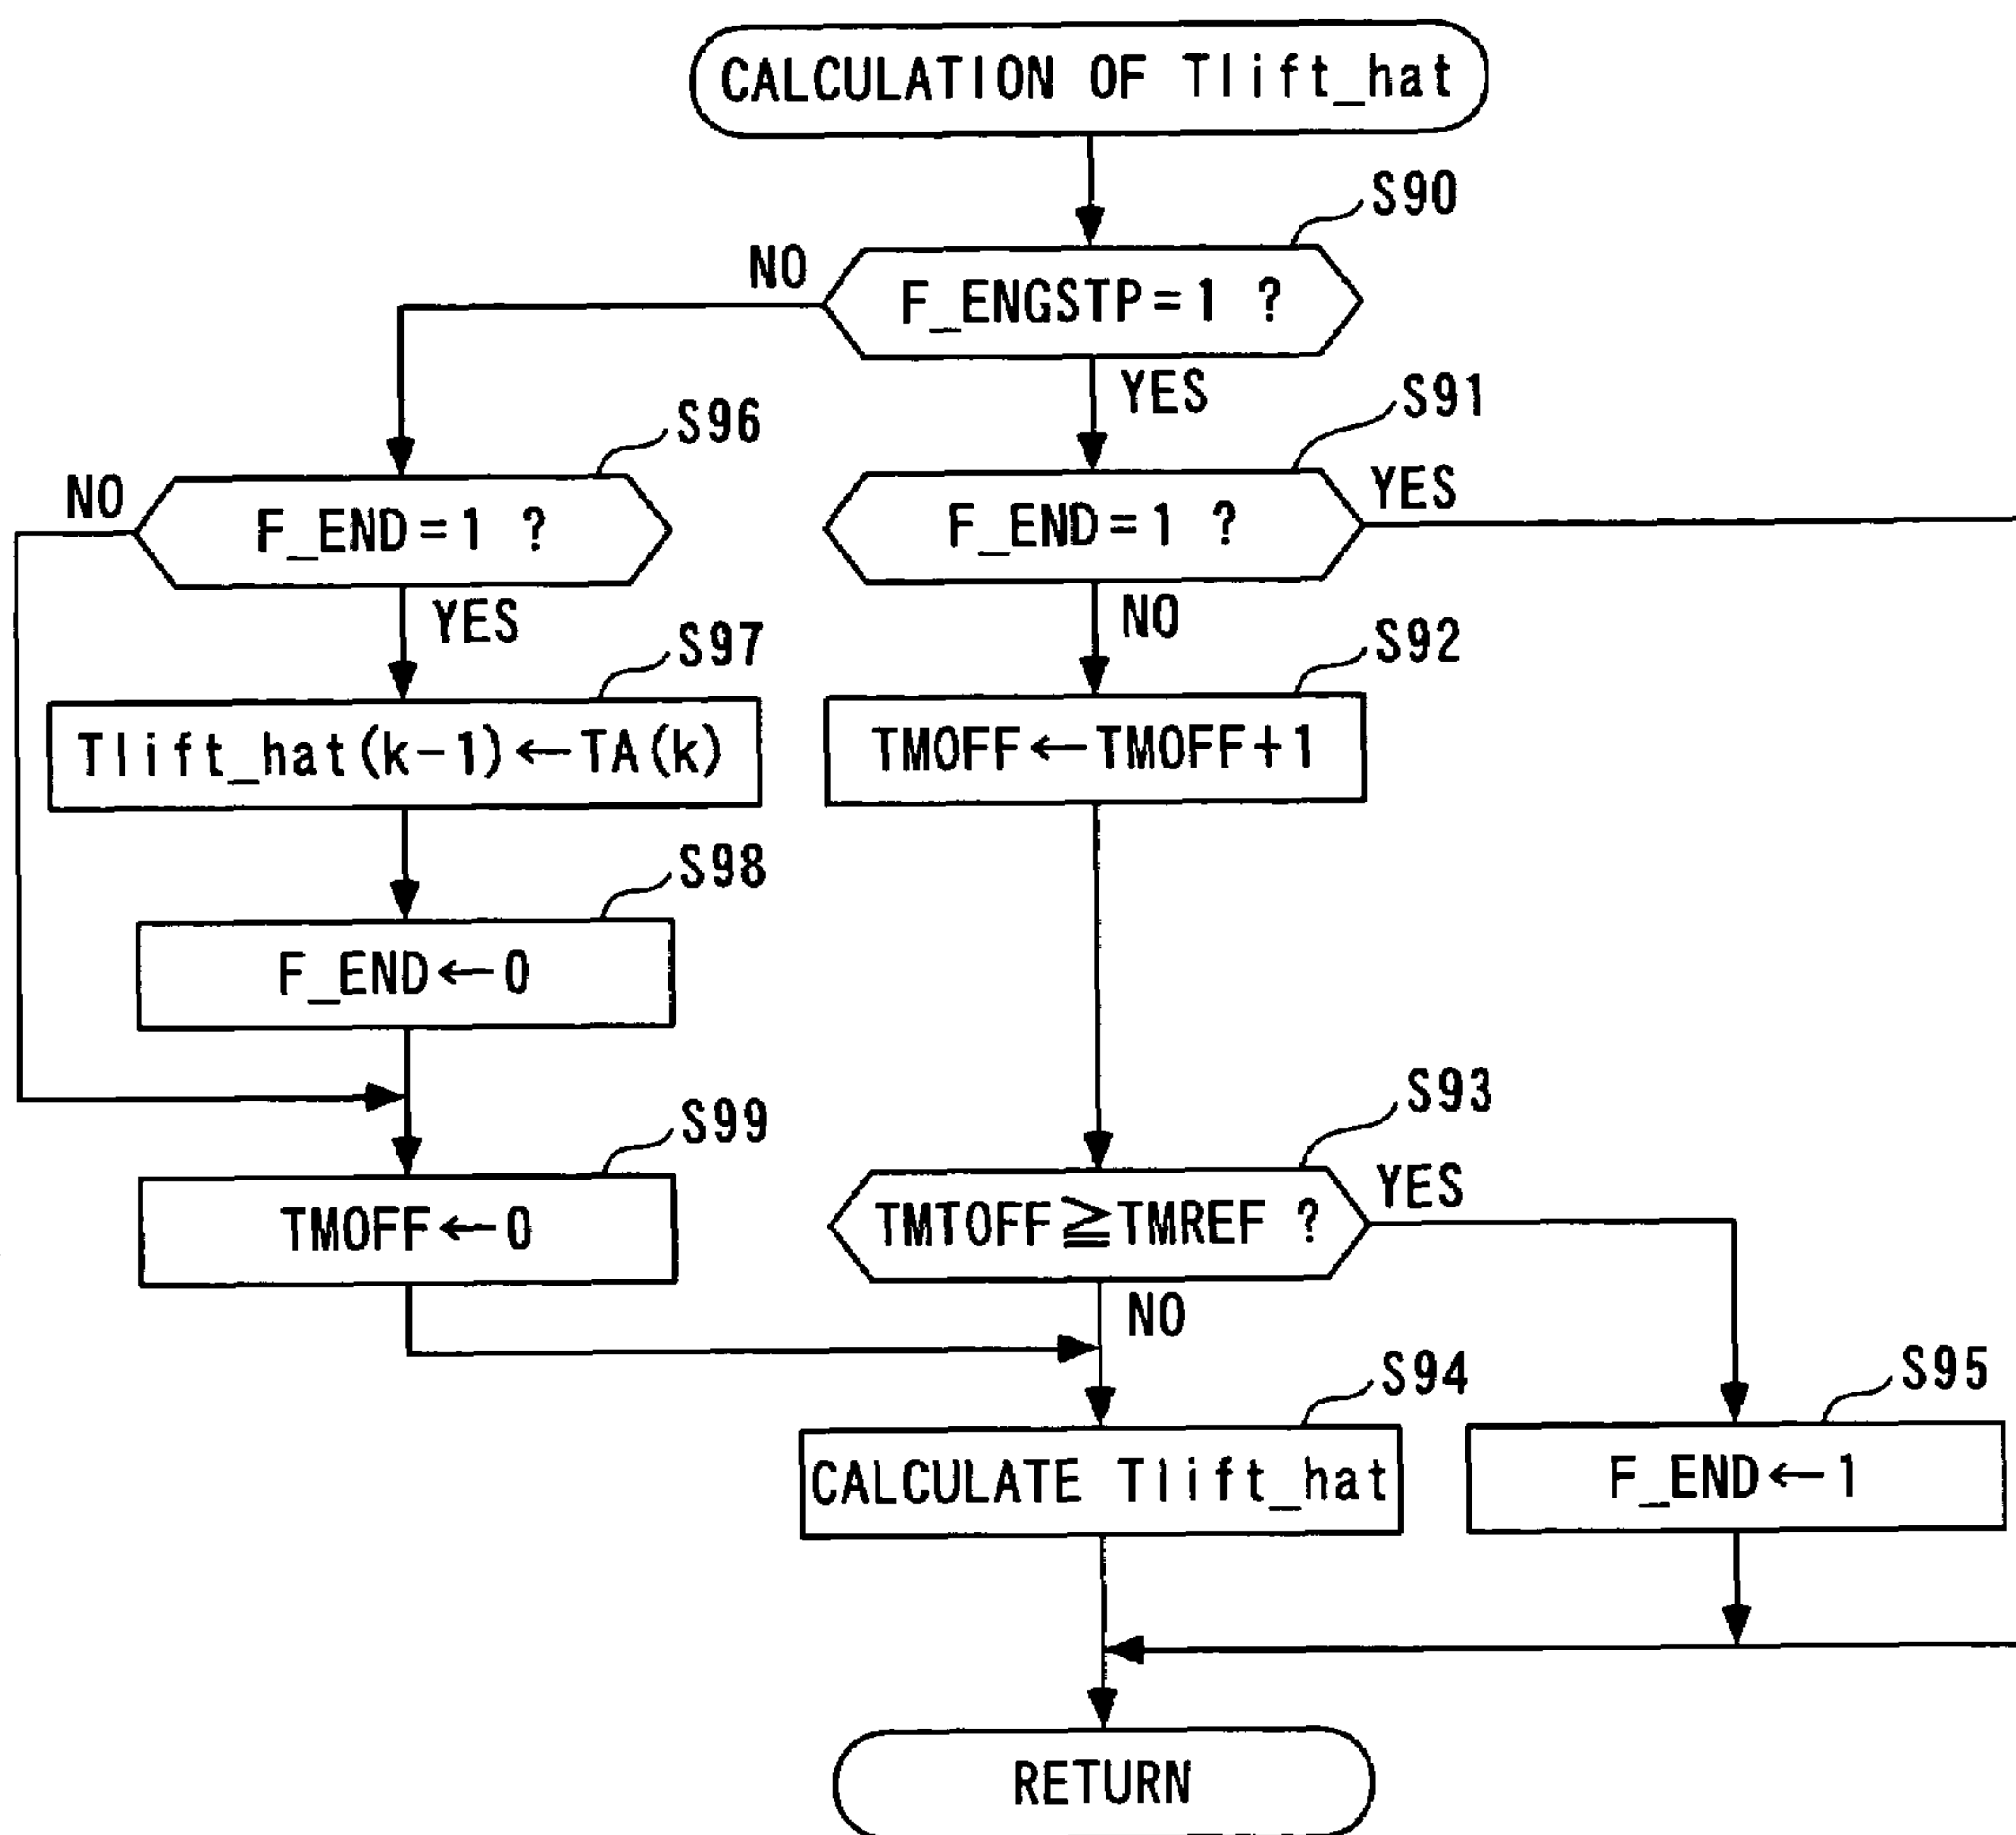 CALCULATION OF Tlift_hat
S90
NO
F_ENGSTP=1 ?
YES
S91
S96
NO
F_END=1 ?
YES
F_END=1 ?
YES
NO
S97
S92
Tlift_hat(k-1)←TA(k)
TMOFF←TMOFF+1
S98
F_END←0
S93
S99
YES
TMOFF←0
TMTOFF≧TMREF ?
NO
S94
S95
CALCULATE Tlift_hat
F_END←1
RETURN